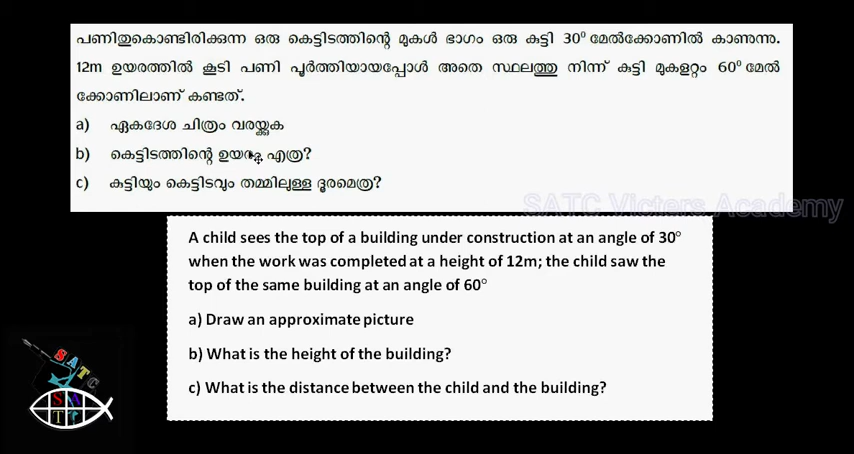 പണിതുകൊണ്ടിരിക്കുന്ന ഒരു കെട്ടിടത്തിന്റെ മുകൾ ഭാഗം ഒരു കുട്ടി 30⁰ മേൽക്കോണിൽ കാണുന്നു.
12m ഉയരത്തിൽ കൂടി പണി പൂർത്തിയായപ്പോൾ അതെ സ്ഥലത്തു നിന്ന് കുട്ടി മുകളറ്റം 60⁰ മേൽ
ക്കോണിലാണ് കണ്ടത്.
a) ഏകദേശ ചിത്രം വരയ്ക്കുക
b) കെട്ടിടത്തിന്റെ ഉയരം എത്ര?
c) കുട്ടിയും കെട്ടിടവും തമ്മിലുള്ള ദൂരമെത്ര?
SATC Victers Academy
A child sees the top of a building under construction at an angle of 30°
when the work was completed at a height of 12m; the child saw the
top of the same building at an angle of 60°
a) Draw an approximate picture
b) What is the height of the building?
c) What is the distance between the child and the building?
SATC
SA
T